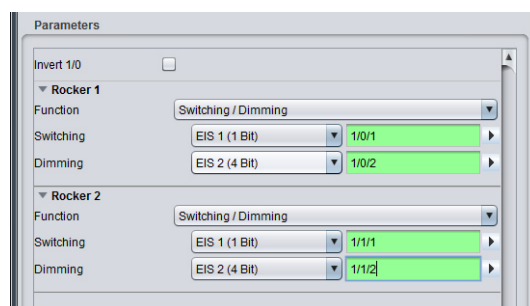 Parameters
Invert 1/0
Rocker 1
Function Switching / Dimming
Switching EIS 1 (1 Bit) 1/0/1
Dimming EIS 2 (4 Bit) 1/0/2
Rocker 2
Function Switching / Dimming
Switching EIS 1 (1 Bit) 1/1/1
Dimming EIS 2 (4 Bit) 1/1/2